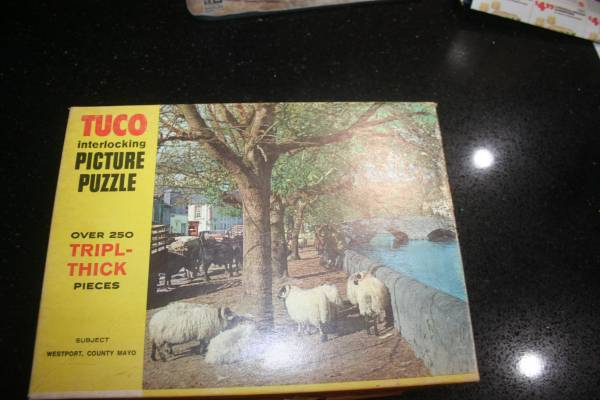 TUCO
interlocking
PICTURE
PUZZLE
OVER 250
TRIPL-
THICK
PIECES
SUBJECT
WESTPORT, COUNTY MAYO